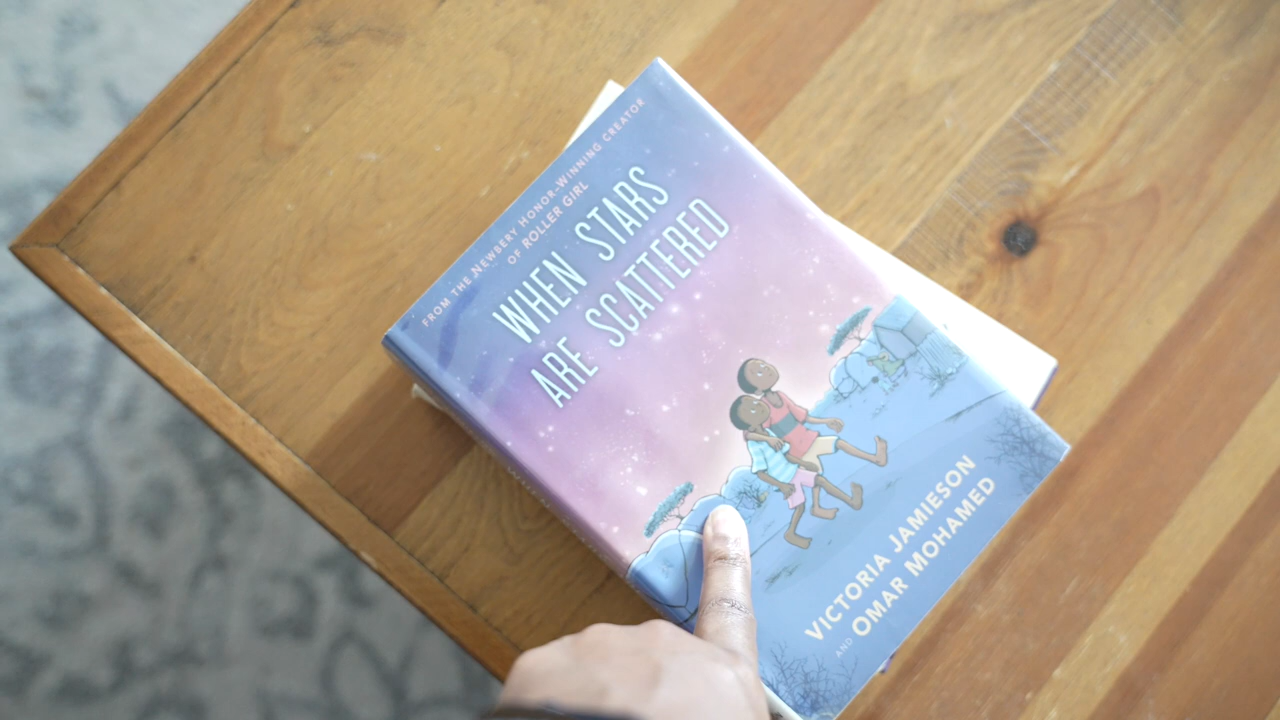 FROM THE NEWBERY HONOR-WINNING CREATOR
OF ROLLER GIRL
WHEN STARS
ARE SCATTERED
VICTORIA JAMIESON
AND OMAR MOHAMED